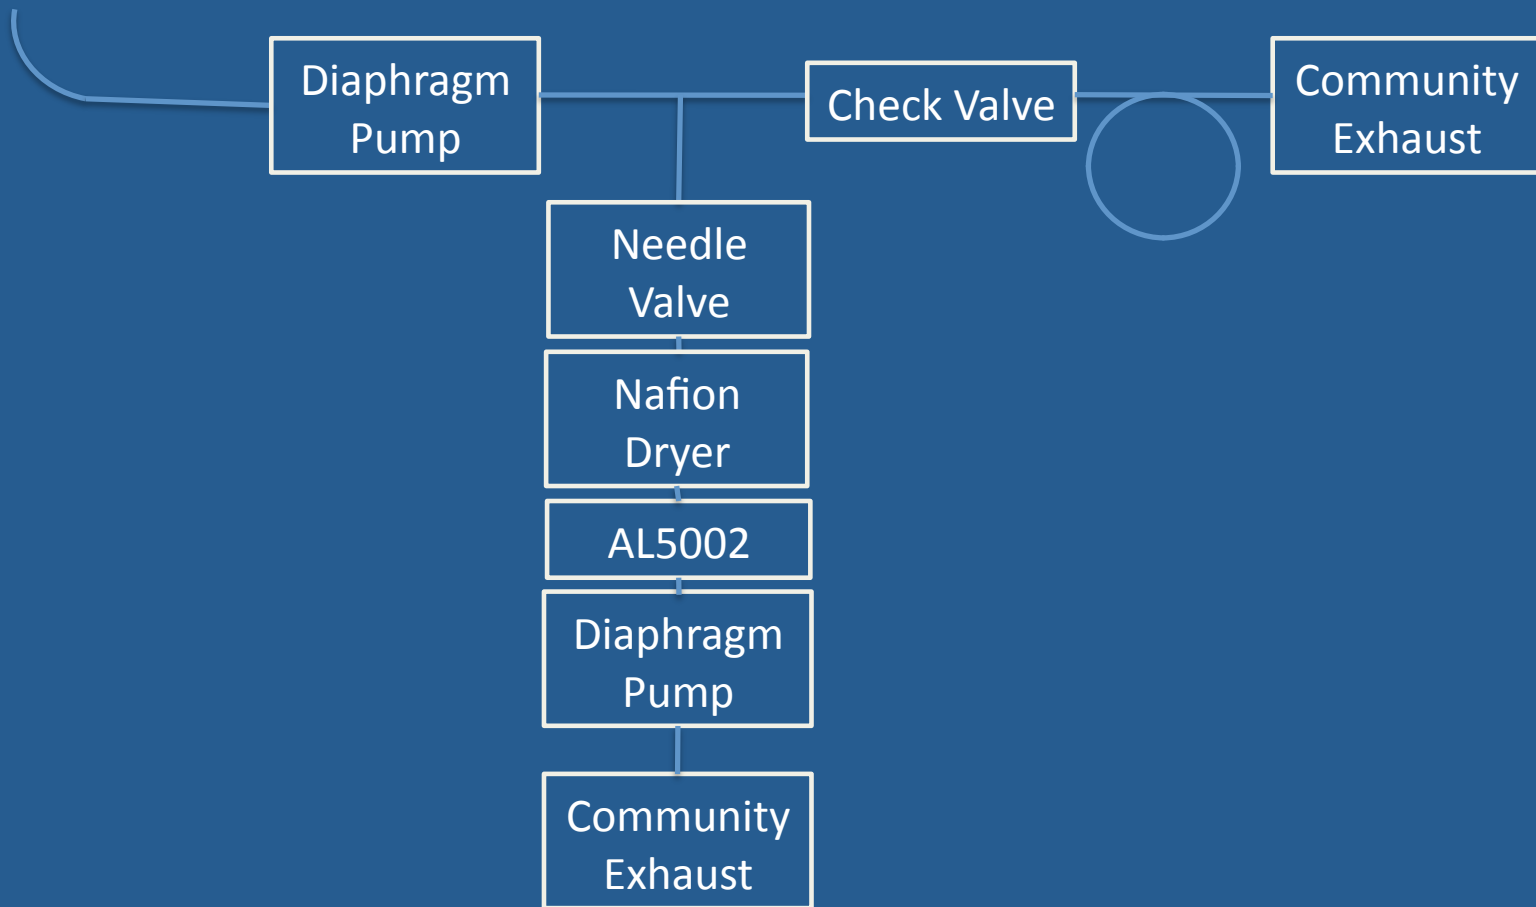 Diaphragm
Pump
Check Valve
Community
Exhaust
Needle
Valve
Nafion
Dryer
AL5002
Diaphragm
Pump
Community
Exhaust